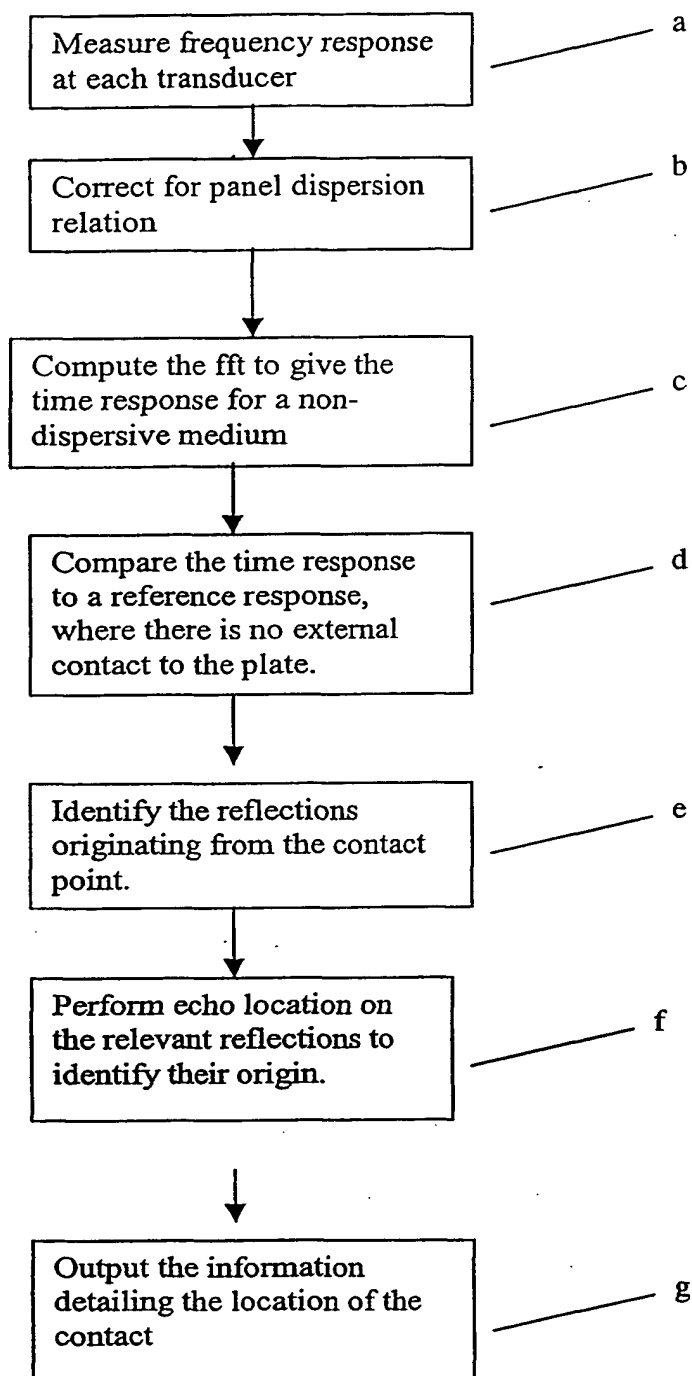 Measure frequency response
at each transducer
a
Correct for panel dispersion
relation
b
Compute the fft to give the
time response for a non-
dispersive medium
c
Compare the time response
to a reference response,
where there is no external
contact to the plate.
d
Identify the reflections
originating from the contact
point.
e
Perform echo location on
the relevant reflections to
identify their origin.
f
Output the information
detailing the location of the
contact
g